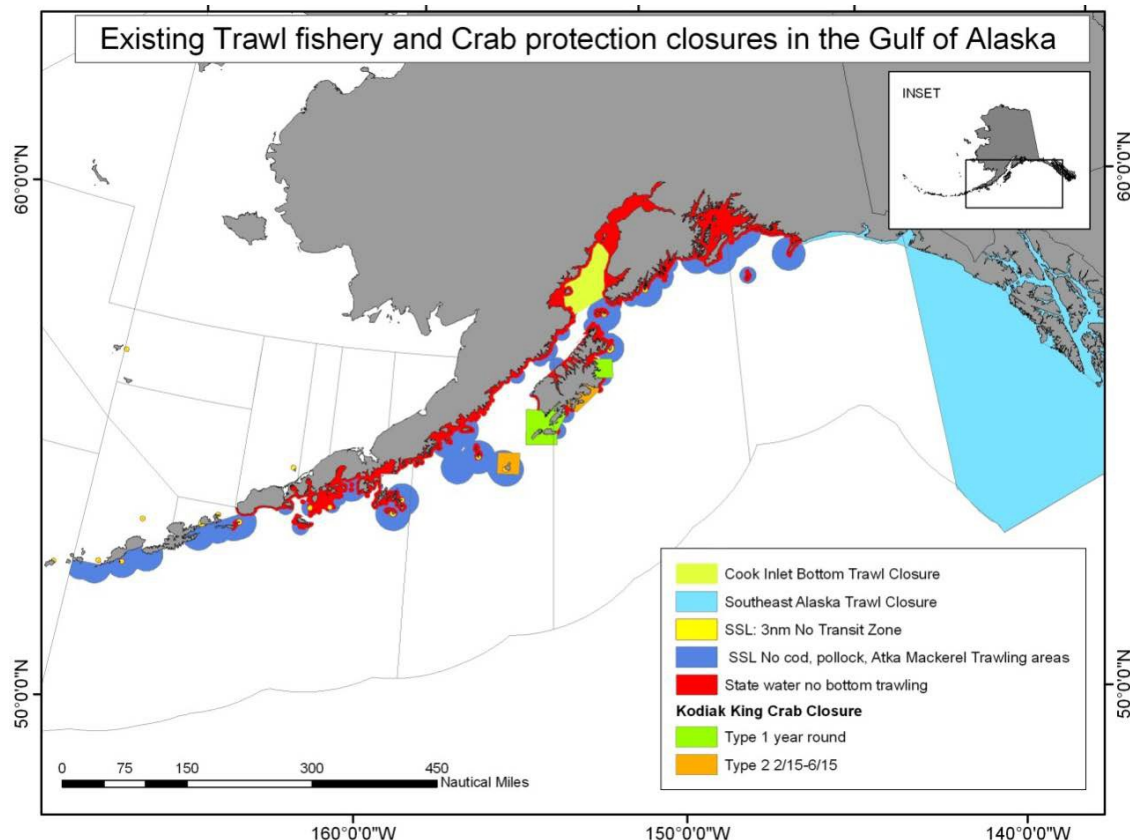 Existing Trawl fishery and Crab protection closures in the Gulf of Alaska
INSET
60°0'0"N
60°0'0"N
50°0'0"N
50°0'0"N
Cook Inlet Bottom Trawl Closure
Southeast Alaska Trawl Closure
SSL: 3nm No Transit Zone
SSL No cod, pollock, Atka Mackerel Trawling areas
State water no bottom trawling
Kodiak King Crab Closure
Type 1 year round
Type 2 2/15-6/15
0 75 150 300 450
Nautical Miles
160°0'0"W 150°0'0"W 140°0'0"W